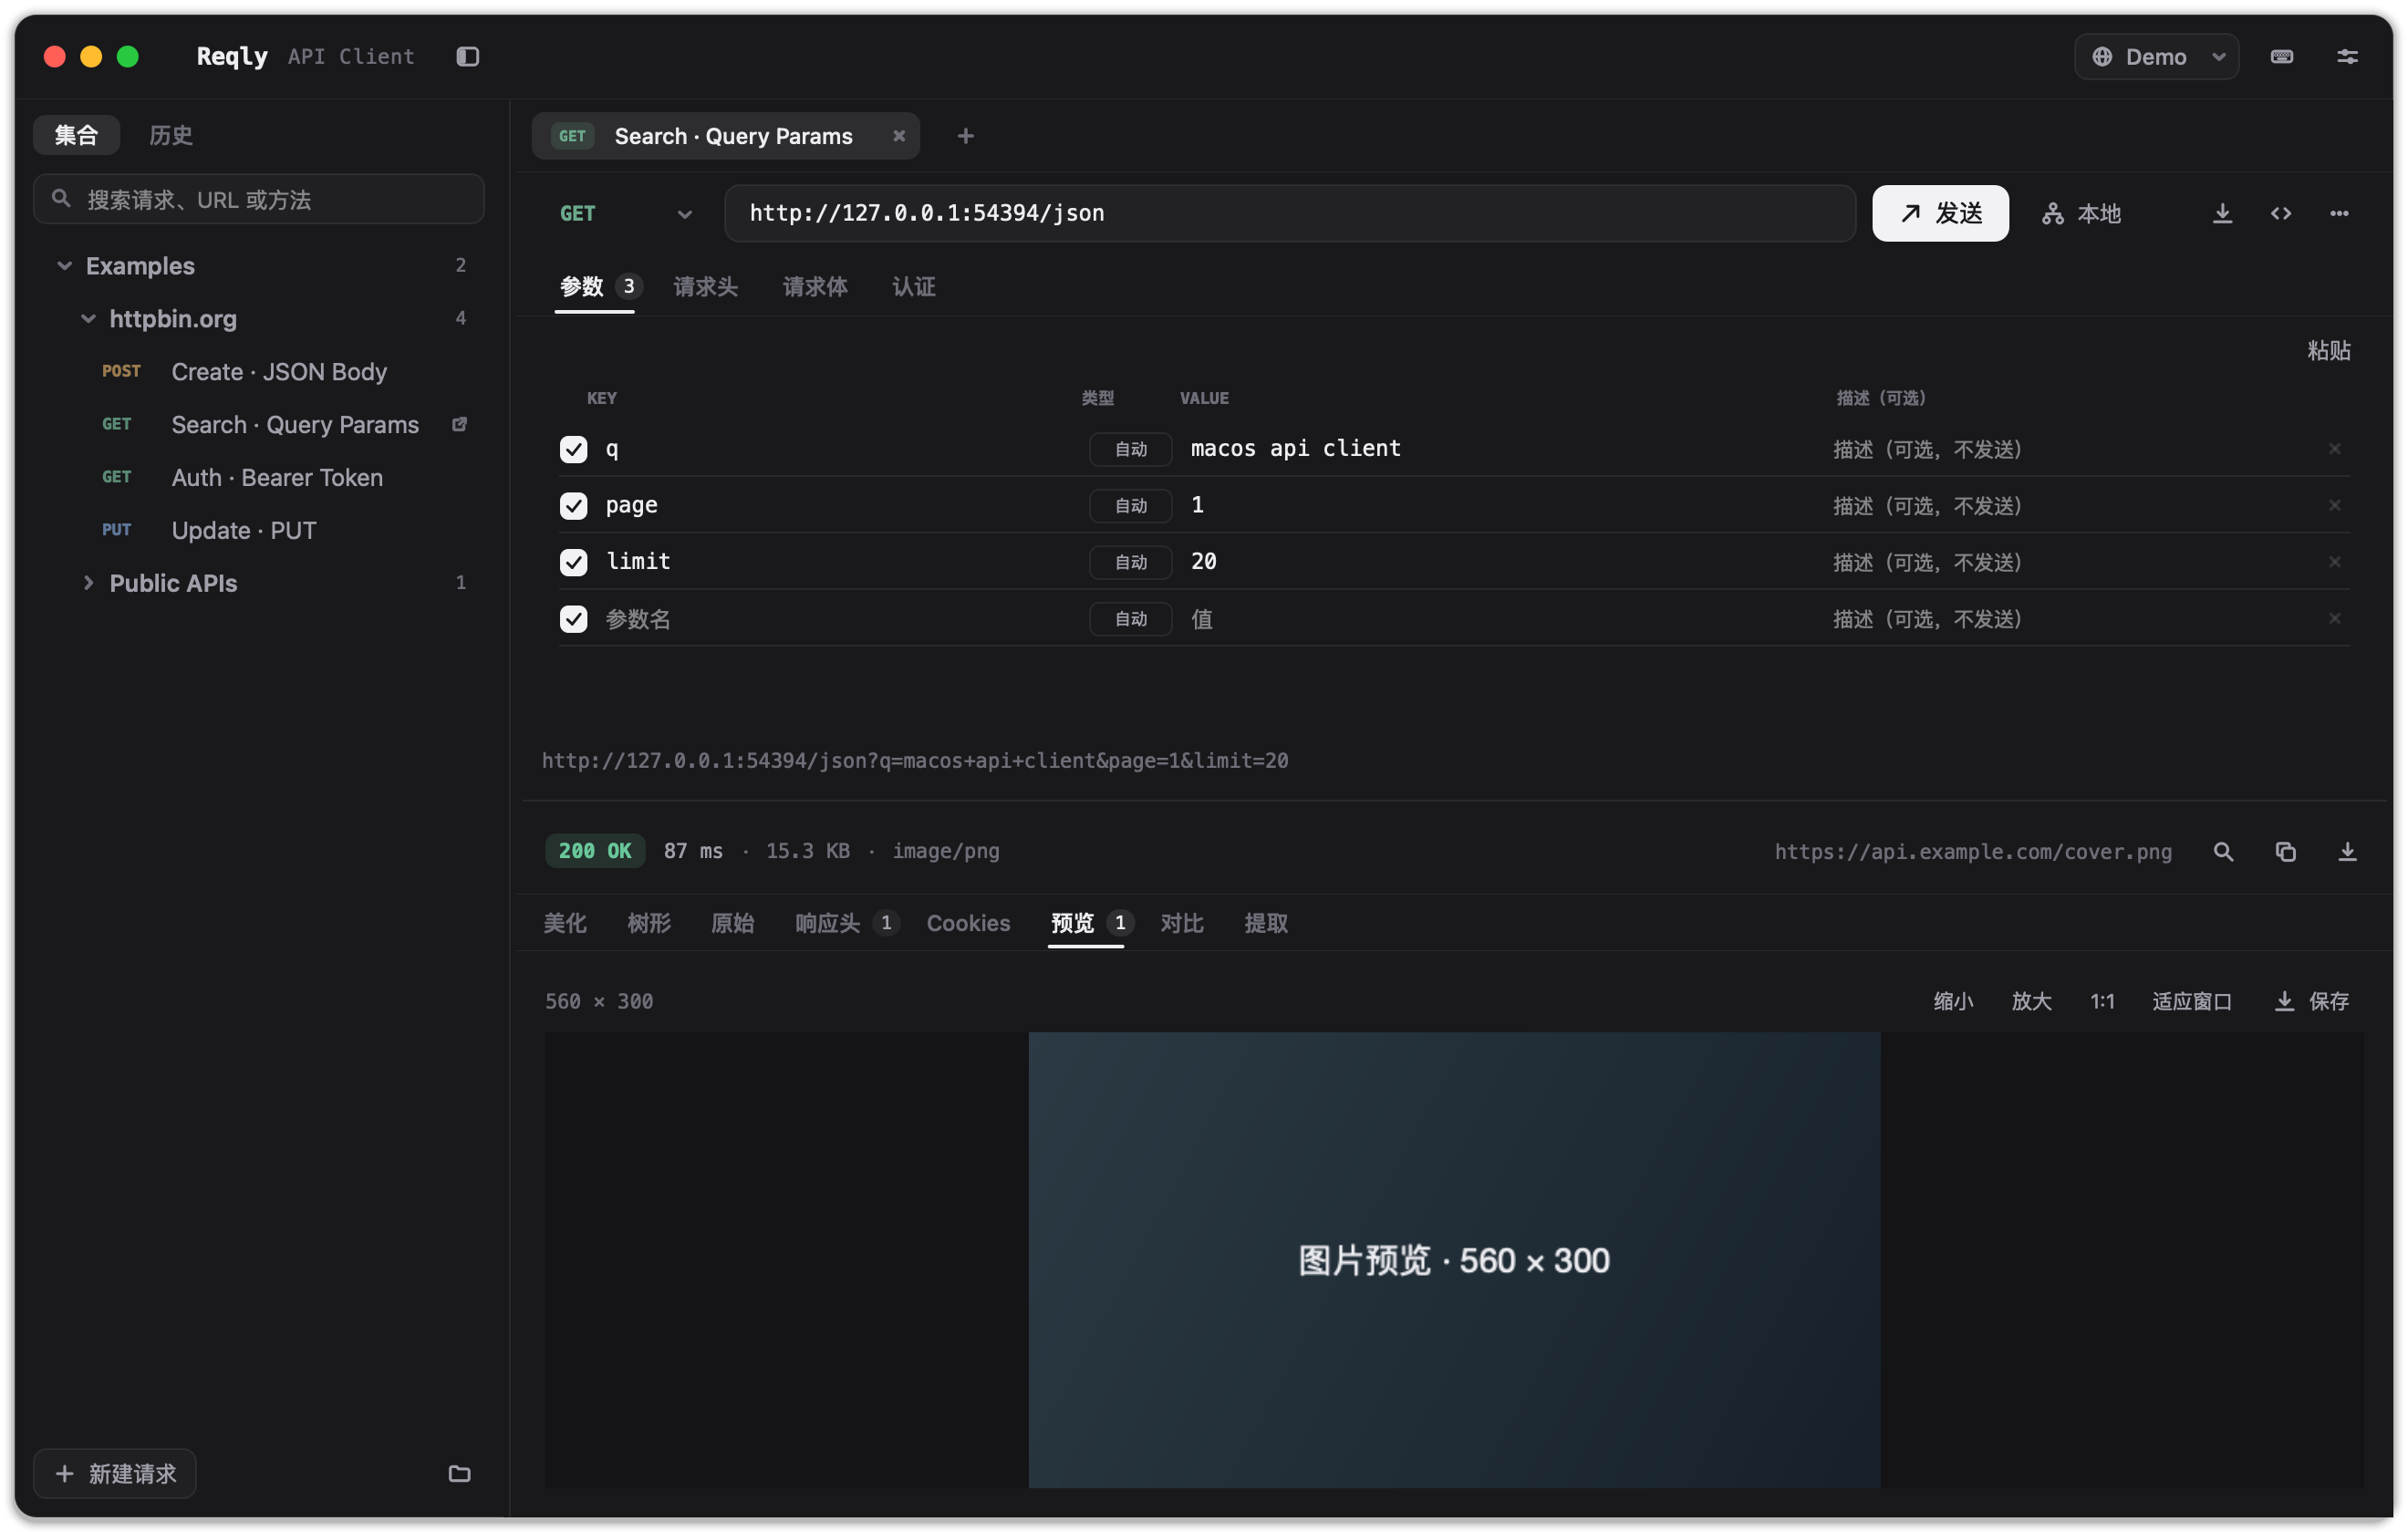 Reqly API Client
Demo
集合 历史
搜索请求、URL 或方法
Examples 2
httpbin.org 4
POST Create · JSON Body
GET Search · Query Params
GET Auth · Bearer Token
PUT Update · PUT
Public APIs 1
新建请求
GET Search · Query Params
GET http://127.0.0.1:54394/json 发送 本地
参数 3 请求头 请求体 认证
粘贴
KEY 类型 VALUE 描述（可选）
q 自动 macos api client 描述（可选，不发送）
page 自动 1 描述（可选，不发送）
limit 自动 20 描述（可选，不发送）
参数名 自动 值 描述（可选，不发送）
http://127.0.0.1:54394/json?q=macos+api+client&page=1&limit=20
200 OK 87 ms · 15.3 KB · image/png https://api.example.com/cover.png
美化 树形 原始 响应头 1 Cookies 预览 1 对比 提取
560 × 300 缩小 放大 1:1 适应窗口 保存
图片预览 · 560 × 300